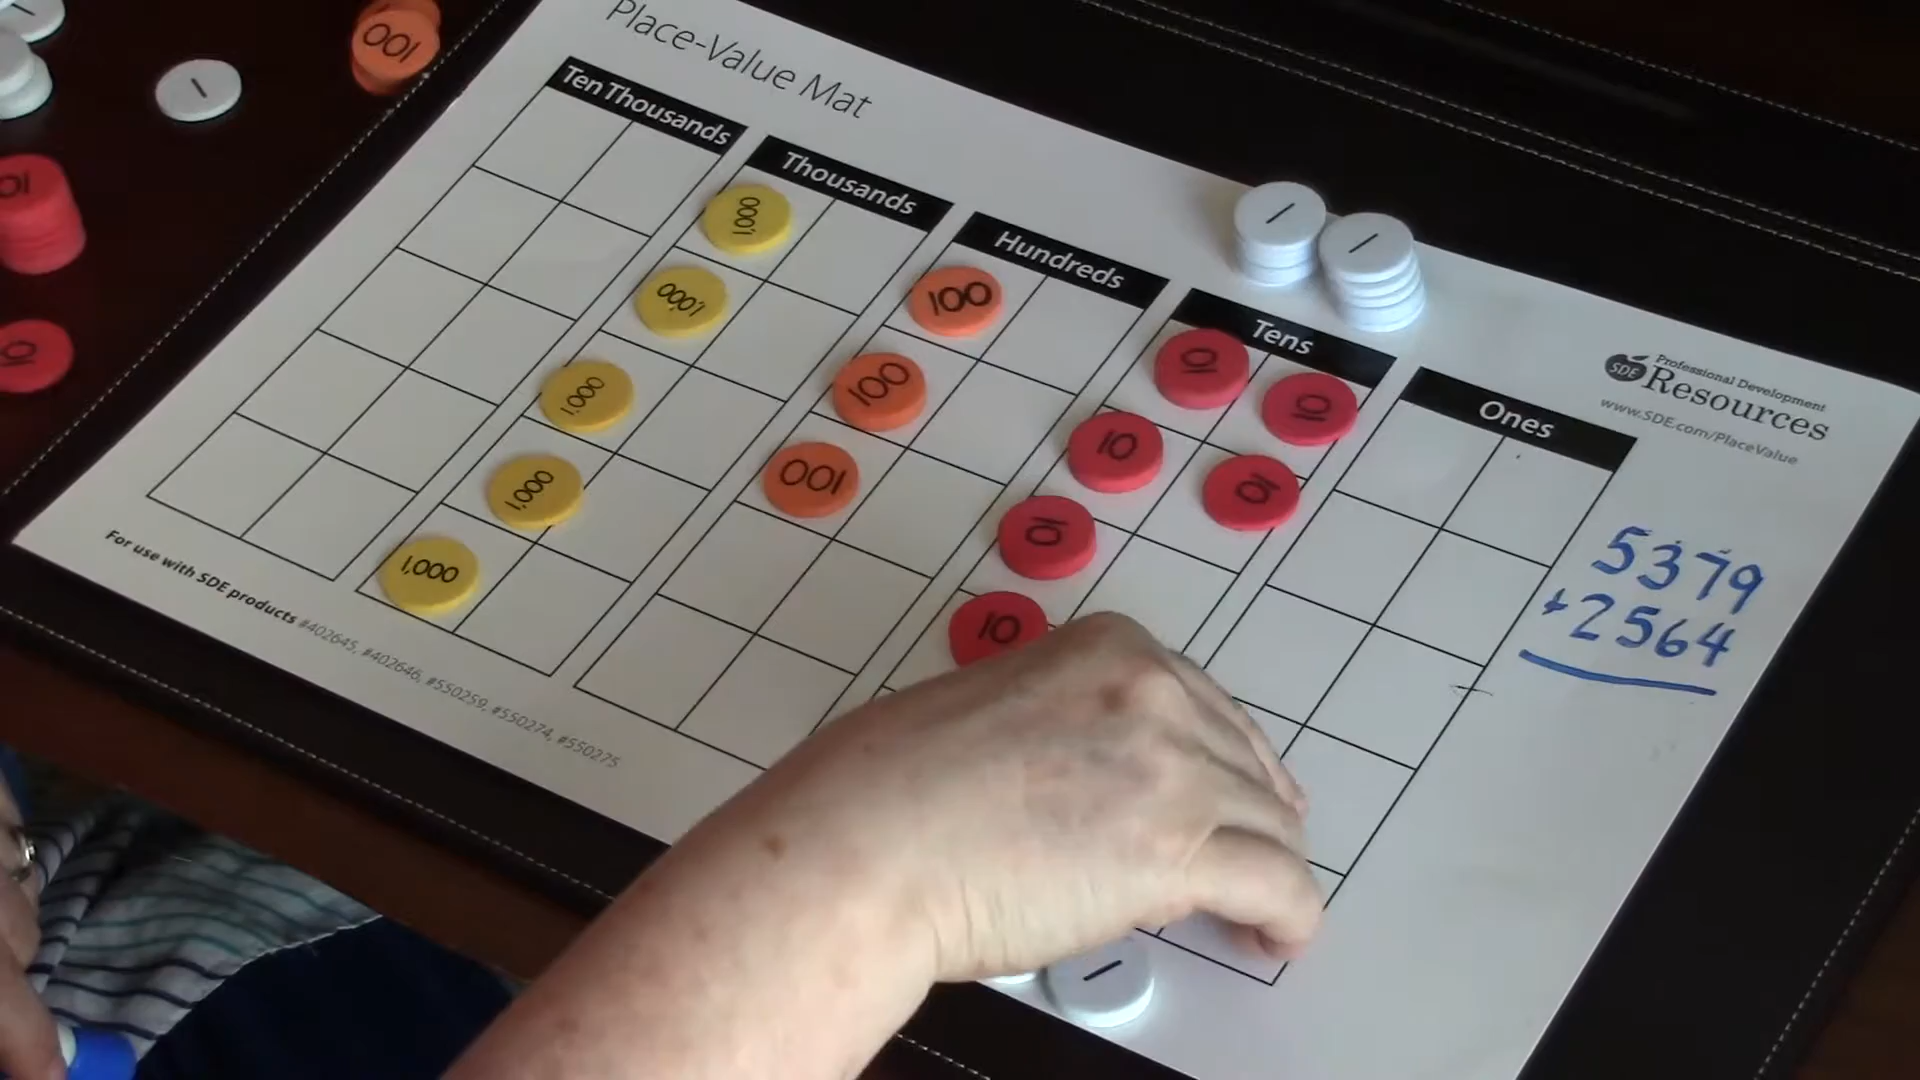 Place-Value Mat
Ten Thousands
Thousands
Hundreds
Tens
Ones
1,000
1,000
1,000
1,000
1,000
100
100
100
100
10
10
10
10
10
10
10
10
1
1
1
1
SDE Professional Development
Resources
www.SDE.com/PlaceValue
5379
+2564
For use with SDE products #402645, #402646, #550259, #550274, #550275